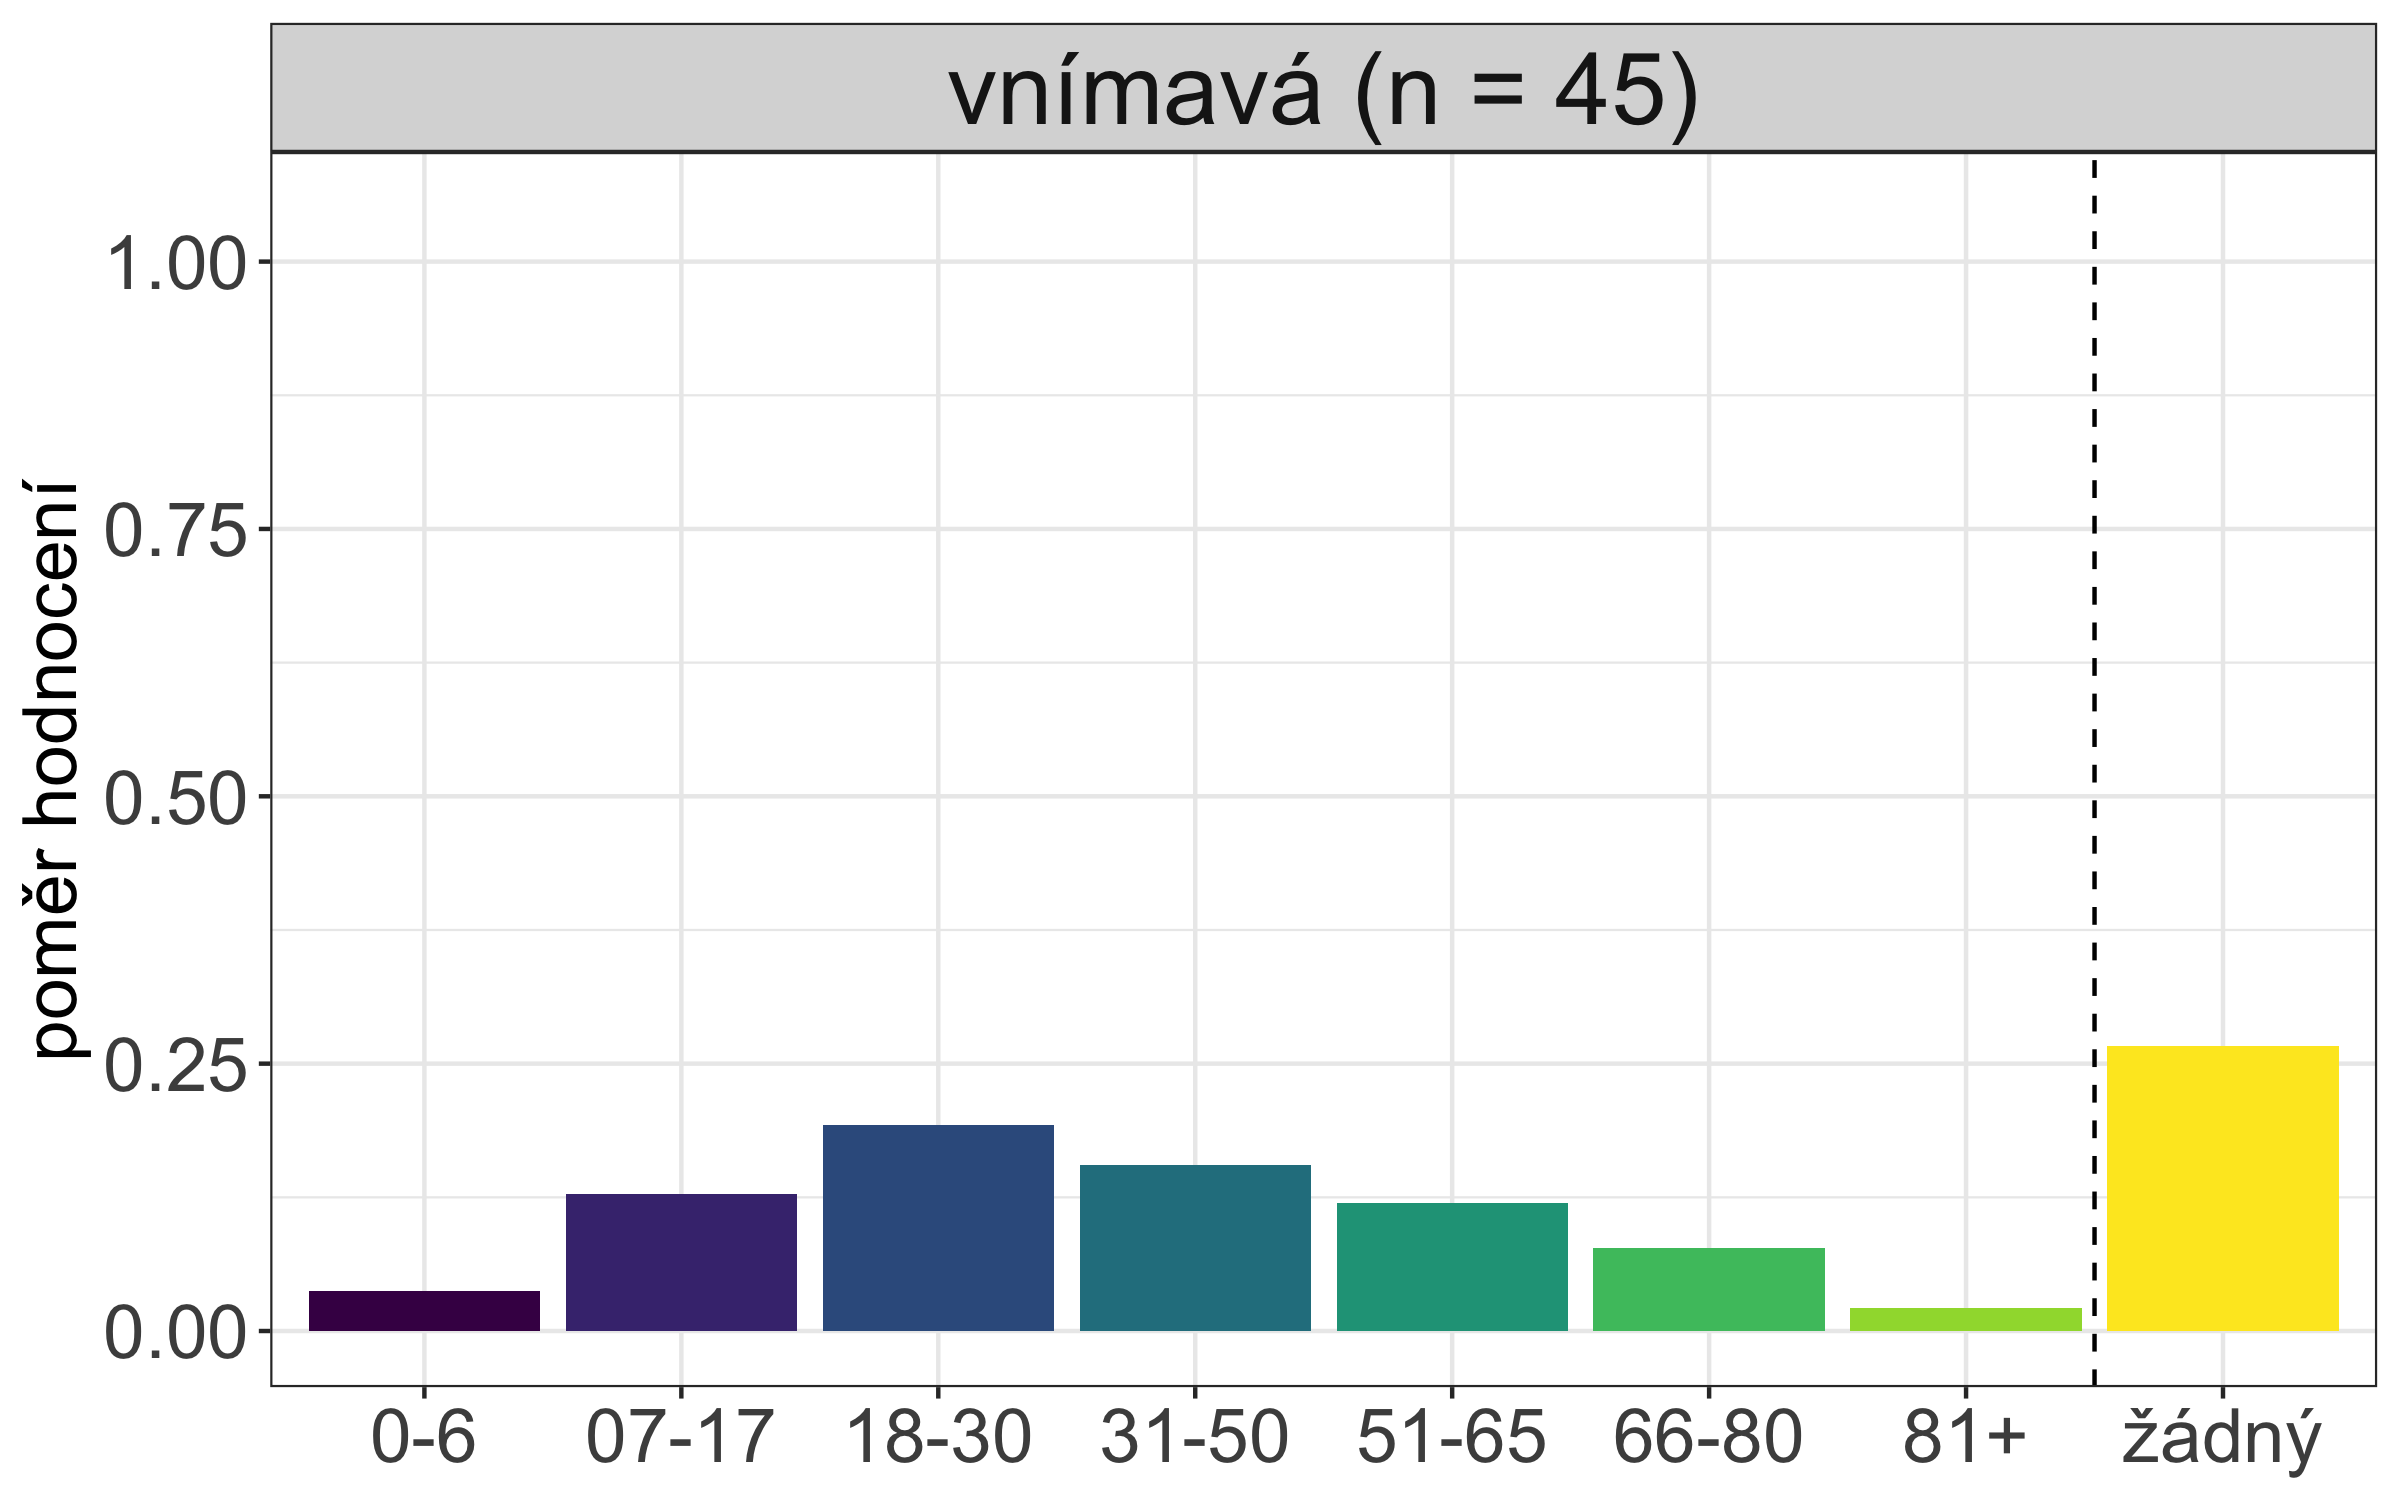 vnímavá (n = 45)
poměr hodnocení
1.00
0.75
0.50
0.25
0.00
0-6 07-17 18-30 31-50 51-65 66-80 81+ žádný